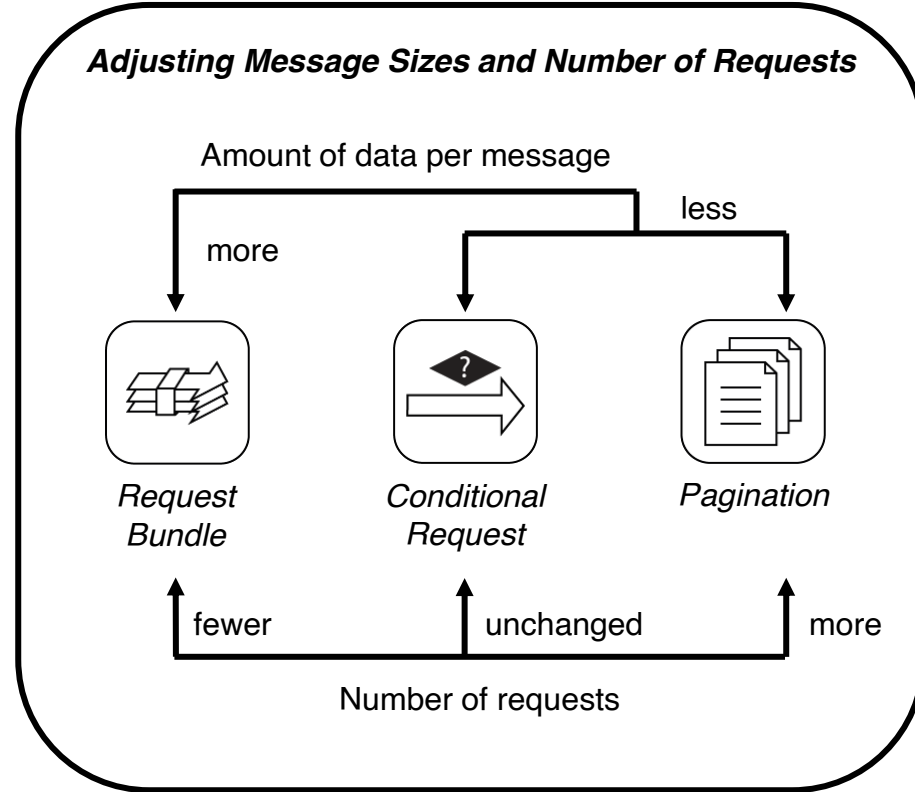 Adjusting Message Sizes and Number of Requests
Amount of data per message
less
more
?
Request
Bundle
Conditional
Request
Pagination
fewer
unchanged
more
Number of requests